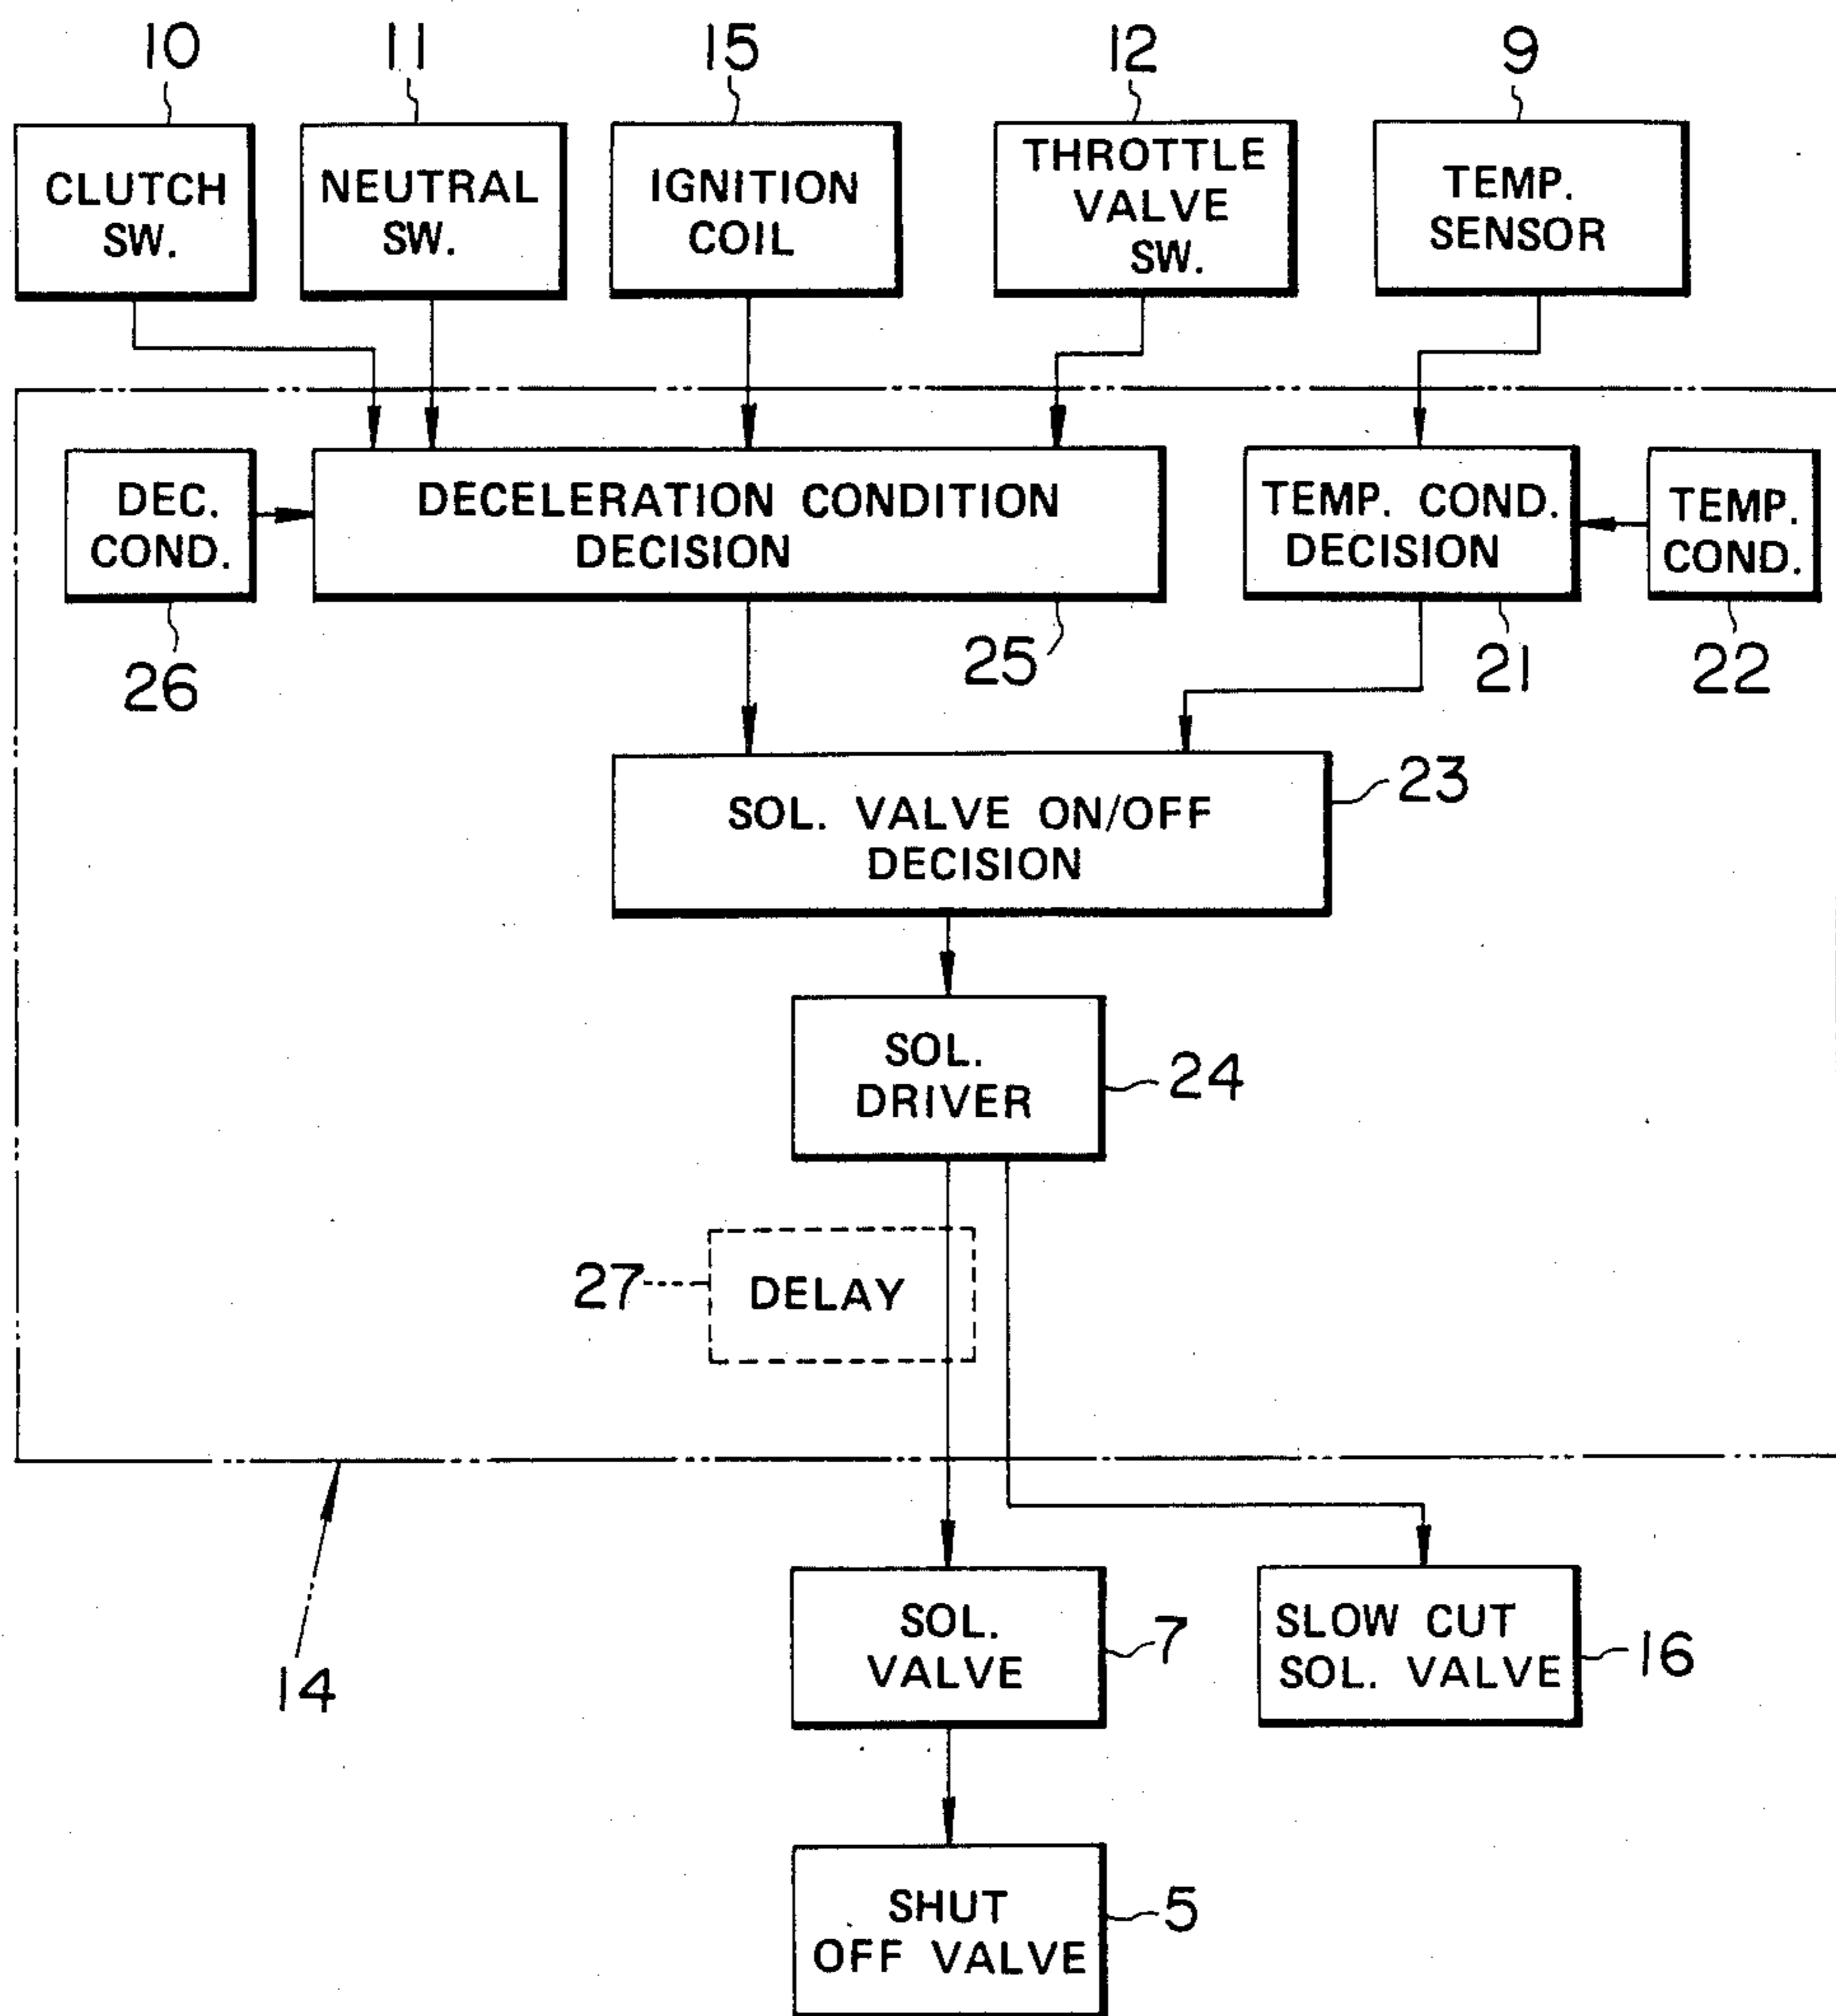 10
11
15
12
9
CLUTCH
SW.
NEUTRAL
SW.
IGNITION
COIL
THROTTLE
VALVE
SW.
TEMP.
SENSOR
DEC.
COND.
DECELERATION CONDITION
DECISION
TEMP. COND.
DECISION
TEMP.
COND.
26
25
21
22
SOL. VALVE ON/OFF
DECISION
23
SOL.
DRIVER
24
27
DELAY
14
SOL.
VALVE
7
SLOW CUT
SOL. VALVE
16
SHUT
OFF VALVE
5